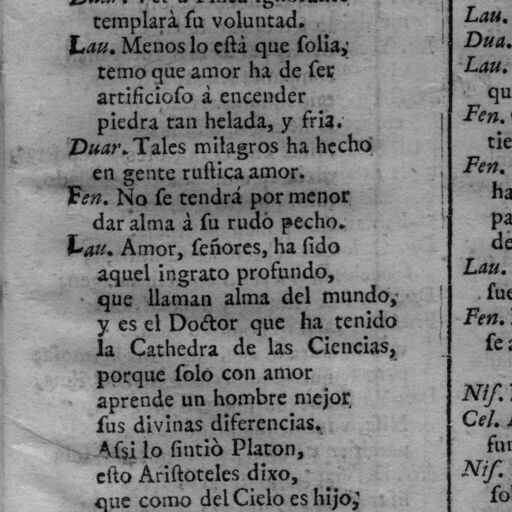 templarà ſu voluntad.
Lau. Menos lo eſtà que ſolia,
temo que amor ha de ſer
artificioſo à encender
piedra tan helada, y fria.
Duar. Tales milagros ha hecho
en gente ruſtica amor.
Fen. No ſe tendrá por menor
dar alma à ſu rudo pecho.
Lau. Amor, ſeñores, ha ſido
aquel ingrato profundo,
que llaman alma del mundo,
y es el Doctor que ha tenido
la Cathedra de las Ciencias,
porque ſolo con amor
aprende un hombre mejor
ſus divinas diferencias.
Aſsi lo ſintiò Platon,
eſto Ariſtoteles dixo,
que como del Cielo es hijo,
Lau.
Dua.
Lau.
qu
Fen.
tie
Fen.
ha
pa
de
Lau.
ſue
Fen.
ſe a
Niſ.
Cel.
fun
Niſ.
ſo